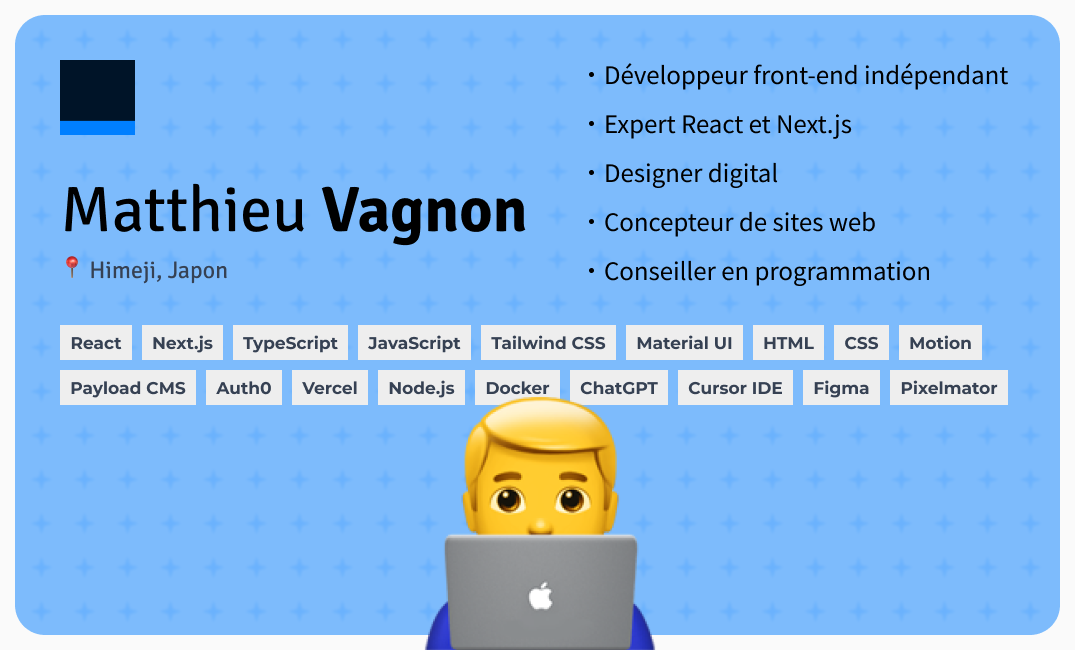 Matthieu Vagnon
Himeji, Japon
・Développeur front-end indépendant
・Expert React et Next.js
・Designer digital
・Concepteur de sites web
・Conseiller en programmation
React Next.js TypeScript JavaScript Tailwind CSS Material UI HTML CSS Motion
Payload CMS Auth0 Vercel Node.js Docker ChatGPT Cursor IDE Figma Pixelmator